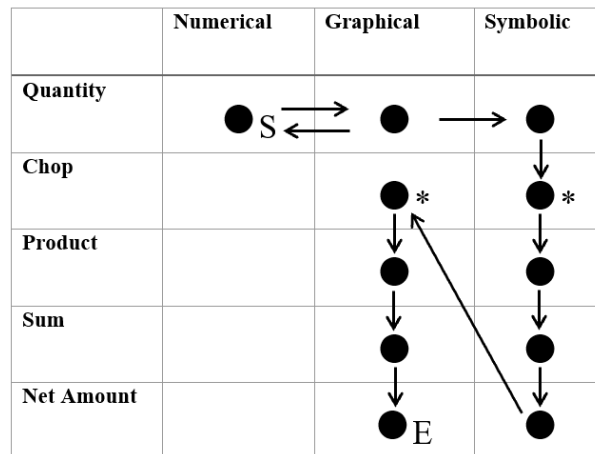 Numerical Graphical Symbolic
Quantity
S
Chop
* *
Product
Sum
Net Amount
E